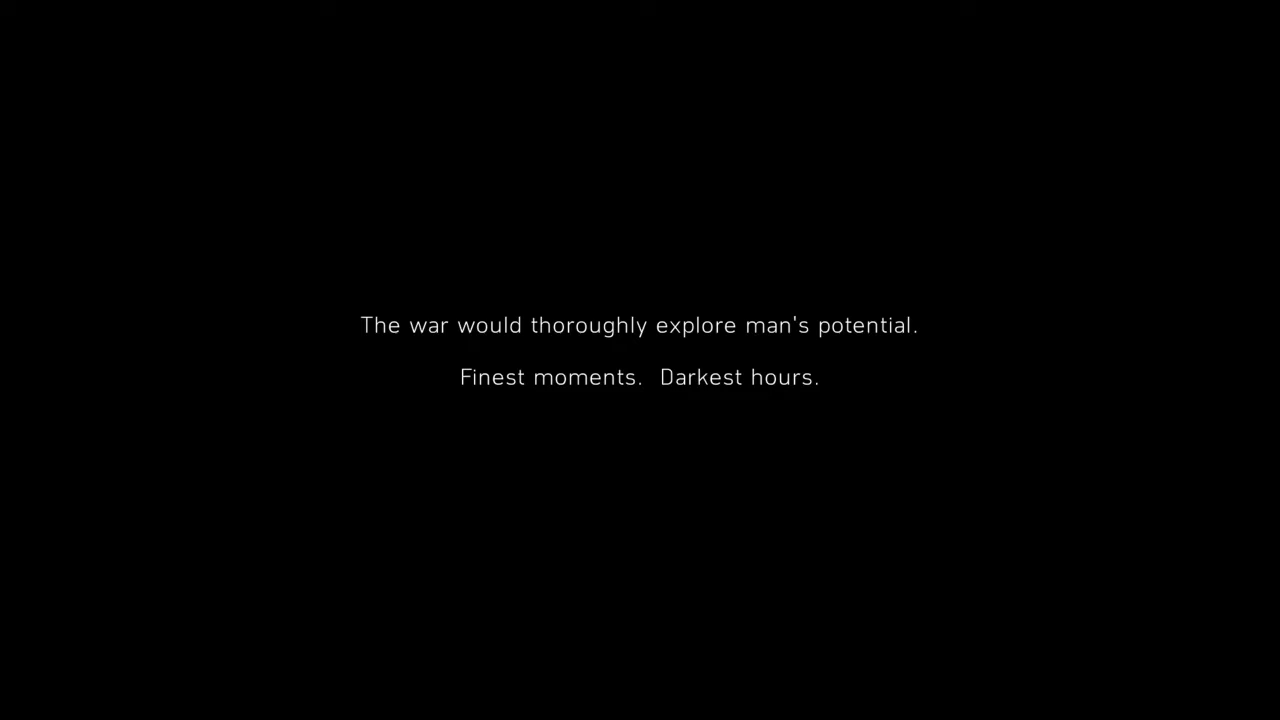 The war would thoroughly explore man's potential.
Finest moments.  Darkest hours.